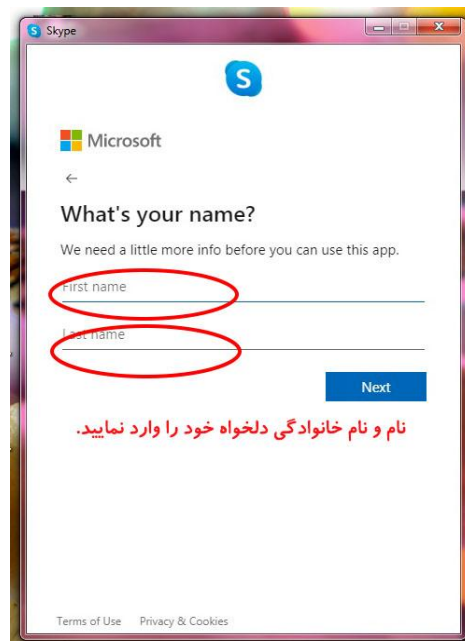 Skype
Microsoft
What's your name?
We need a little more info before you can use this app.
First name
Last name
Next
نام و نام خانوادگی دلخواه خود را وارد نمایید.
Terms of Use Privacy & Cookies